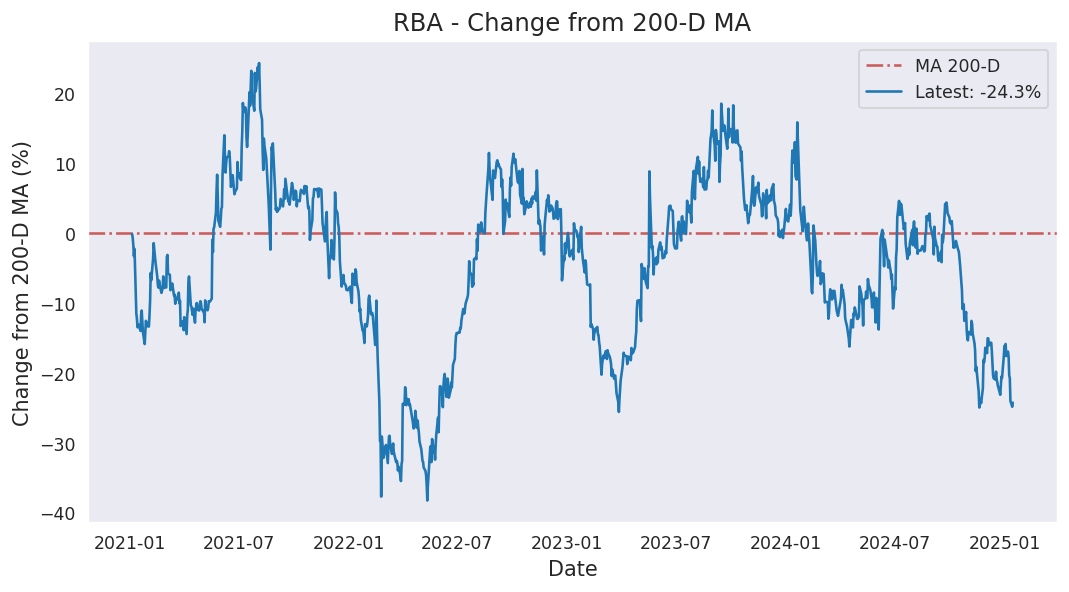 RBA - Change from 200-D MA
MA 200-D
Latest: -24.3%
Change from 200-D MA (%)
20
10
0
−10
−20
−30
−40
2021-01 2021-07 2022-01 2022-07 2023-01 2023-07 2024-01 2024-07 2025-01
Date